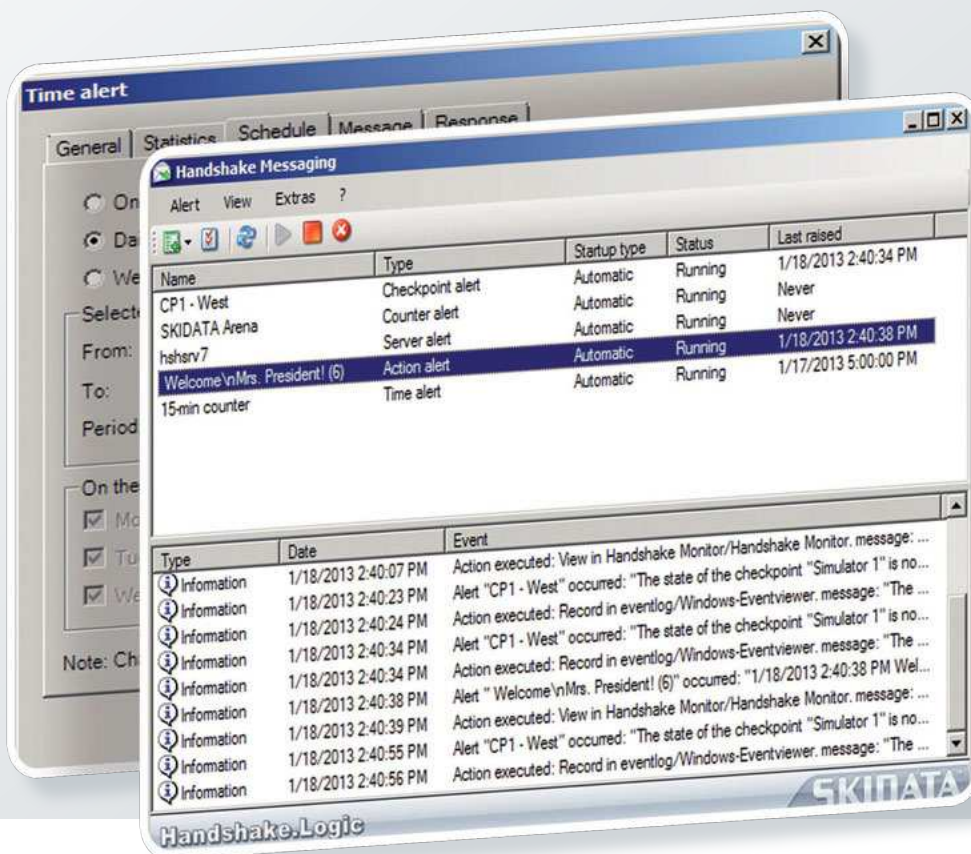 Time alert
General Statistics Schedule Message Response
On
Da
We
Selecte
From:
To:
Period
On the
Mo
Tu
We
Note: Ch
Handshake Messaging
Alert View Extras ?
Name Type Startup type Status Last raised
CP1 - West Checkpoint alert Automatic Running 1/18/2013 2:40:34 PM
SKIDATA Arena Counter alert Automatic Running Never
hshsrv7 Server alert Automatic Running Never
Welcome\nMrs. President! (6) Action alert Automatic Running 1/18/2013 2:40:38 PM
15-min counter Time alert Automatic Running 1/17/2013 5:00:00 PM
Type Date Event
Information 1/18/2013 2:40:07 PM Action executed: View in Handshake Monitor/Handshake Monitor. message: ...
Information 1/18/2013 2:40:23 PM Alert "CP1 - West" occurred: "The state of the checkpoint "Simulator 1" is no...
Information 1/18/2013 2:40:24 PM Action executed: Record in eventlog/Windows-Eventviewer. message: "The ...
Information 1/18/2013 2:40:34 PM Alert "CP1 - West" occurred: "The state of the checkpoint "Simulator 1" is no...
Information 1/18/2013 2:40:34 PM Action executed: Record in eventlog/Windows-Eventviewer. message: "The ...
Information 1/18/2013 2:40:38 PM Alert " Welcome\nMrs. President! (6)" occurred: "1/18/2013 2:40:38 PM Wel...
Information 1/18/2013 2:40:39 PM Action executed: View in Handshake Monitor/Handshake Monitor. message: ...
Information 1/18/2013 2:40:55 PM Alert "CP1 - West" occurred: "The state of the checkpoint "Simulator 1" is no...
Information 1/18/2013 2:40:56 PM Action executed: Record in eventlog/Windows-Eventviewer. message: "The ...
SKIDATA
Handshake.Logic